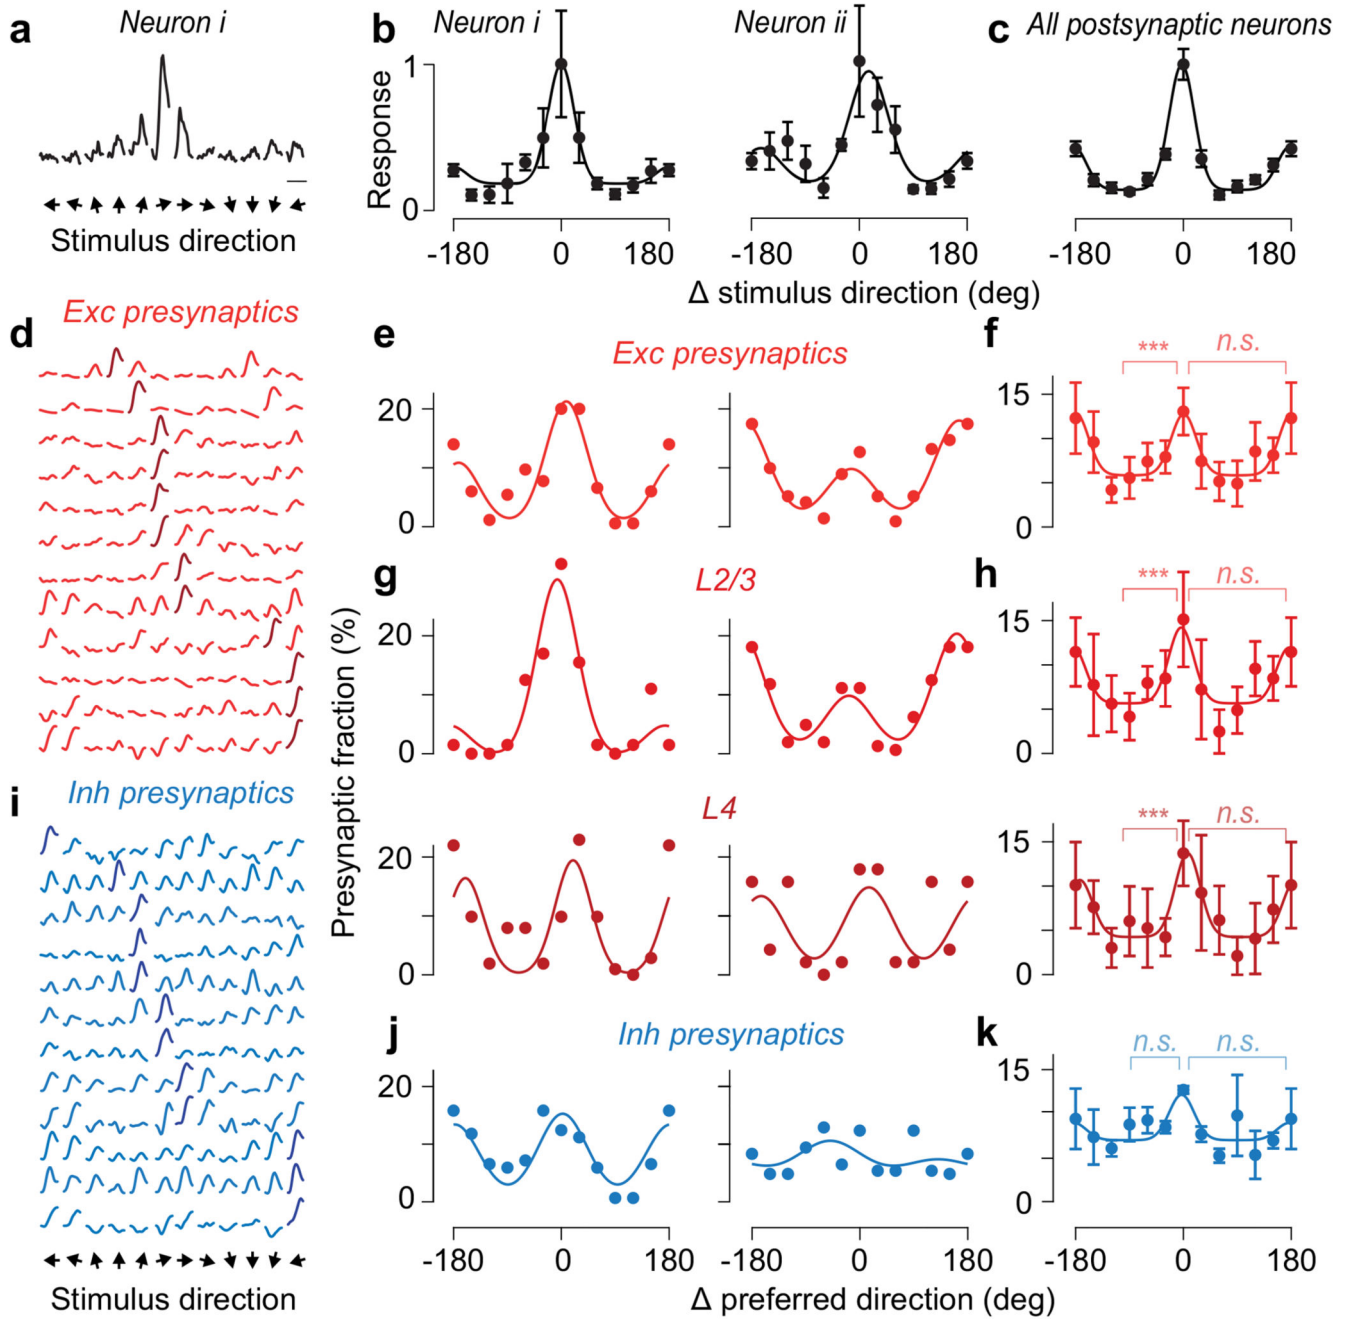 a
Neuron i
Stimulus direction
b
Neuron i
Neuron ii
c
All postsynaptic neurons
Response
1
0
-180 0 180
-180 0 180
-180 0 180
Δ stimulus direction (deg)
d
Exc presynaptics
e
Exc presynaptics
20
0
f
***
n.s.
15
0
g
L2/3
20
0
h
***
n.s.
15
0
Presynaptic fraction (%)
L4
20
0
***
n.s.
15
0
i
Inh presynaptics
Stimulus direction
j
Inh presynaptics
20
0
k
n.s.
n.s.
15
0
-180 0 180
-180 0 180
-180 0 180
Δ preferred direction (deg)